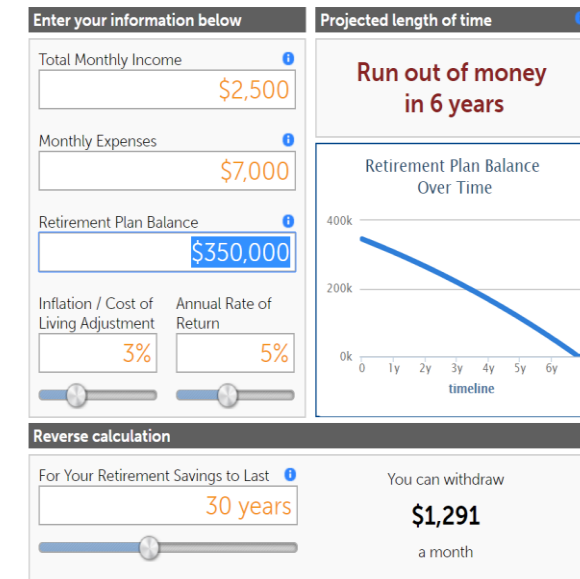 Enter your information below
Projected length of time
Total Monthly Income
$2,500
Monthly Expenses
$7,000
Retirement Plan Balance
$350,000
Inflation / Cost of
Living Adjustment
3%
Annual Rate of
Return
5%
Run out of money
in 6 years
Retirement Plan Balance
Over Time
400k
200k
0k
0 1y 2y 3y 4y 5y 6y
timeline
Reverse calculation
For Your Retirement Savings to Last
30 years
You can withdraw
$1,291
a month